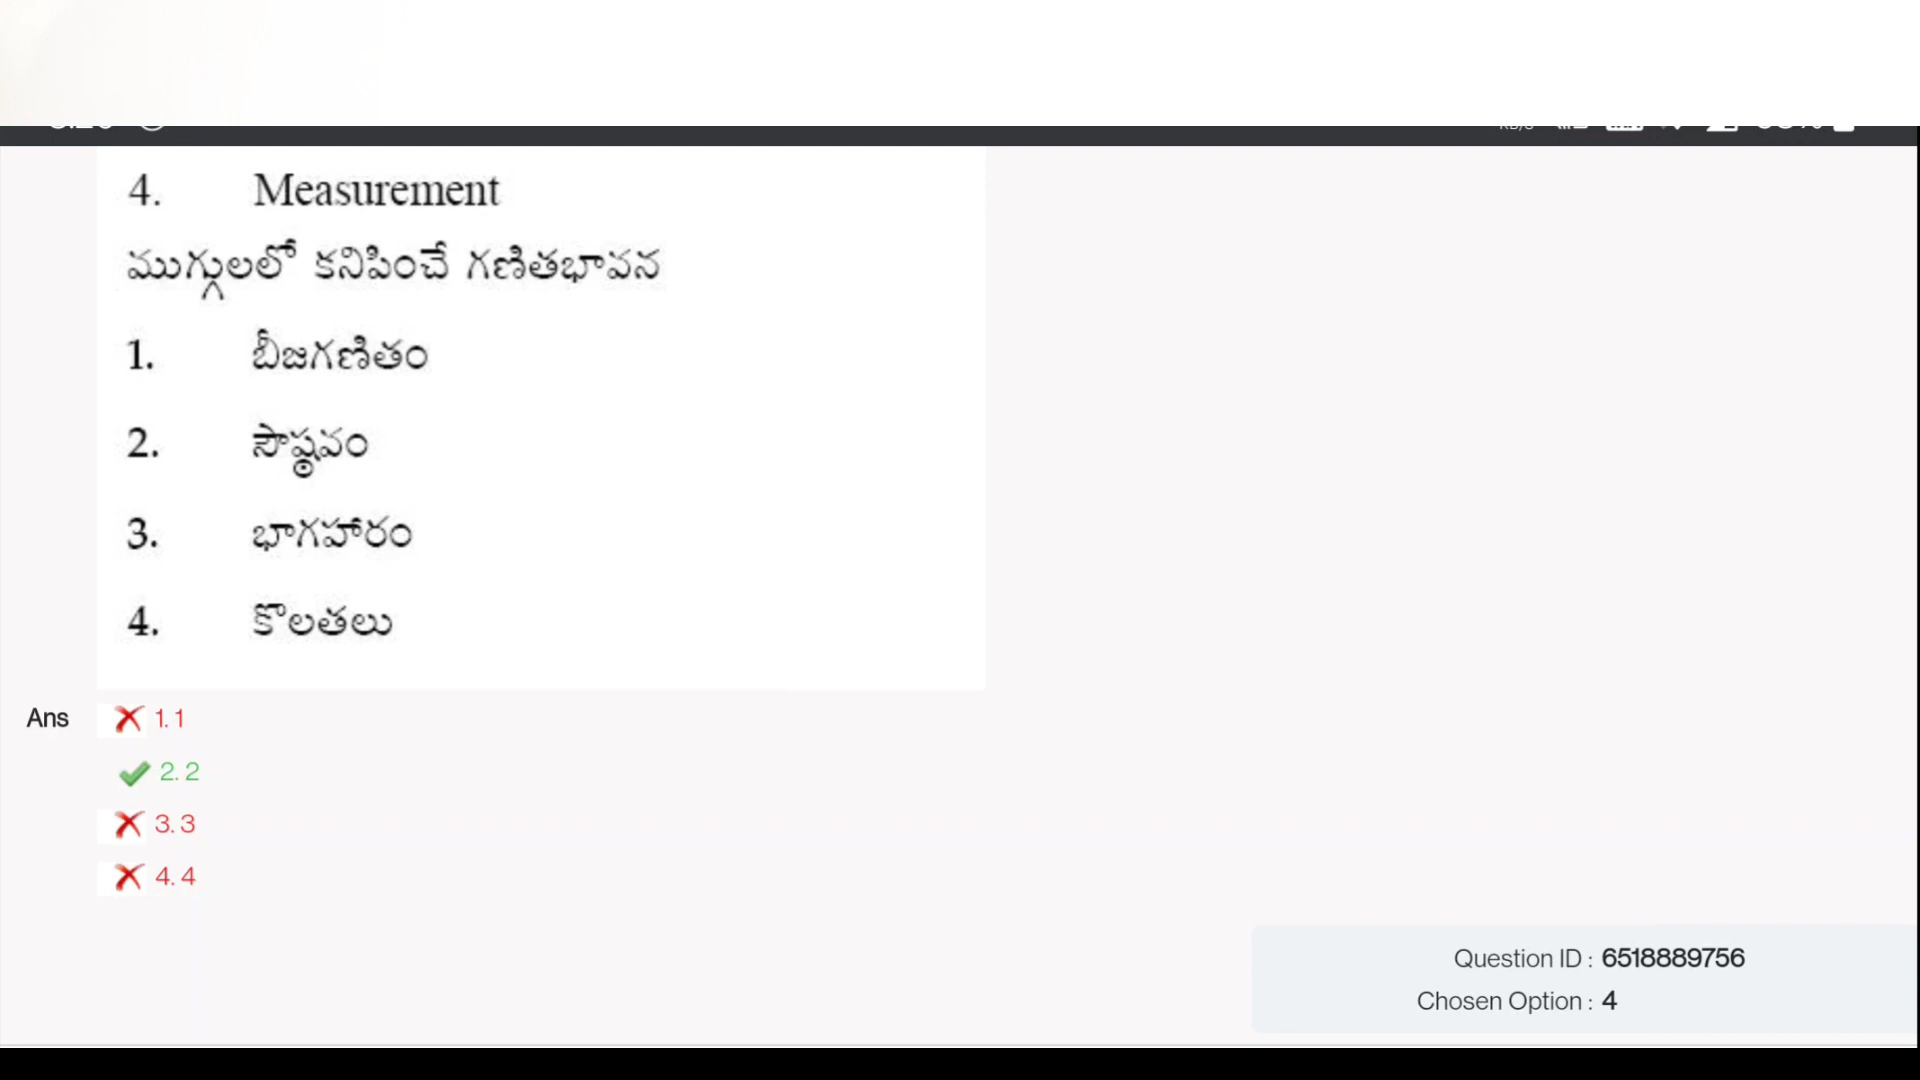 4. Measurement
ముగ్గులలో కనిపించే గణితభావన
1. బీజగణితం
2. సౌష్ఠవం
3. భాగహారం
4. కొలతలు
Ans 1. 1
2. 2
3. 3
4. 4
Question ID : 6518889756
Chosen Option : 4